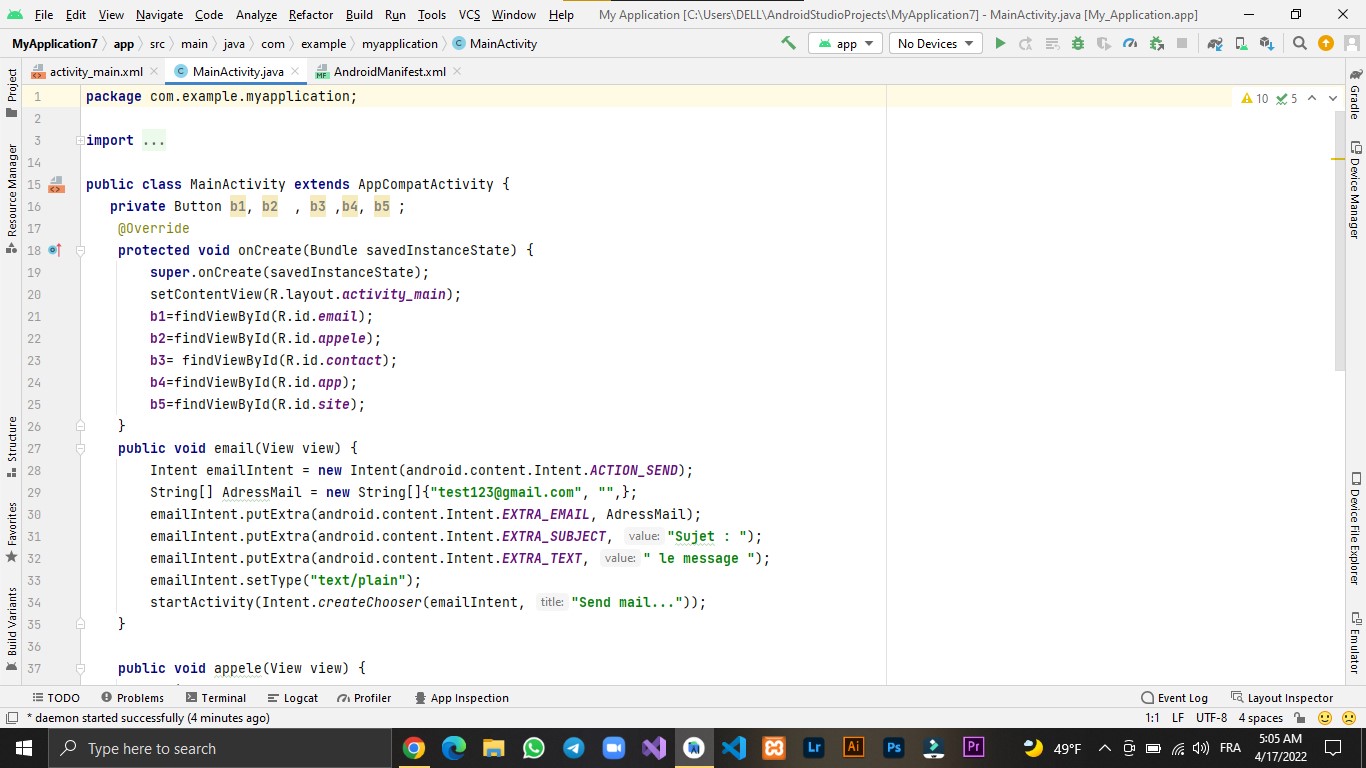 File Edit View Navigate Code Analyze Refactor Build Run Tools VCS Window Help My Application [C:\Users\DELL\AndroidStudioProjects\MyApplication7] - MainActivity.java [My_Application.app]
MyApplication7 app src main java com example myapplication MainActivity app No Devices
activity_main.xml MainActivity.java AndroidManifest.xml
Project
Resource Manager
Structure
Favorites
Build Variants
10 5
1 package com.example.myapplication;
2
3 import ...
14
15 public class MainActivity extends AppCompatActivity {
16 private Button b1, b2 , b3 ,b4, b5 ;
17 @Override
18 protected void onCreate(Bundle savedInstanceState) {
19 super.onCreate(savedInstanceState);
20 setContentView(R.layout.activity_main);
21 b1=findViewById(R.id.email);
22 b2=findViewById(R.id.appele);
23 b3= findViewById(R.id.contact);
24 b4=findViewById(R.id.app);
25 b5=findViewById(R.id.site);
26 }
27 public void email(View view) {
28 Intent emailIntent = new Intent(android.content.Intent.ACTION_SEND);
29 String[] AdressMail = new String[]{"test123@gmail.com", "",};
30 emailIntent.putExtra(android.content.Intent.EXTRA_EMAIL, AdressMail);
31 emailIntent.putExtra(android.content.Intent.EXTRA_SUBJECT, value: "Sujet : ");
32 emailIntent.putExtra(android.content.Intent.EXTRA_TEXT, value: " le message ");
33 emailIntent.setType("text/plain");
34 startActivity(Intent.createChooser(emailIntent, title: "Send mail..."));
35 }
36
37 public void appele(View view) {
Gradle
Device Manager
Device File Explorer
Emulator
TODO Problems Terminal Logcat Profiler App Inspection Event Log Layout Inspector
* daemon started successfully (4 minutes ago) 1:1 LF UTF-8 4 spaces
Type here to search Lr Ai Ps Pr 49°F FRA 5:05 AM
4/17/2022